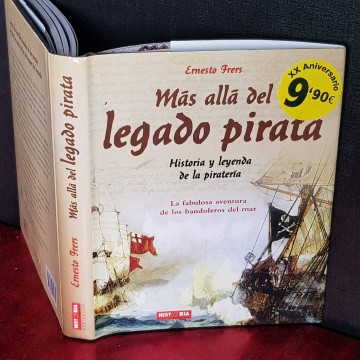 Ernesto Frers
Más allá del
legado pirata
Historia y leyenda
de la piratería
La fabulosa aventura
de los bandoleros del mar
XX Aniversario
9'90€
Más allá del legado pirata
Ernesto Frers